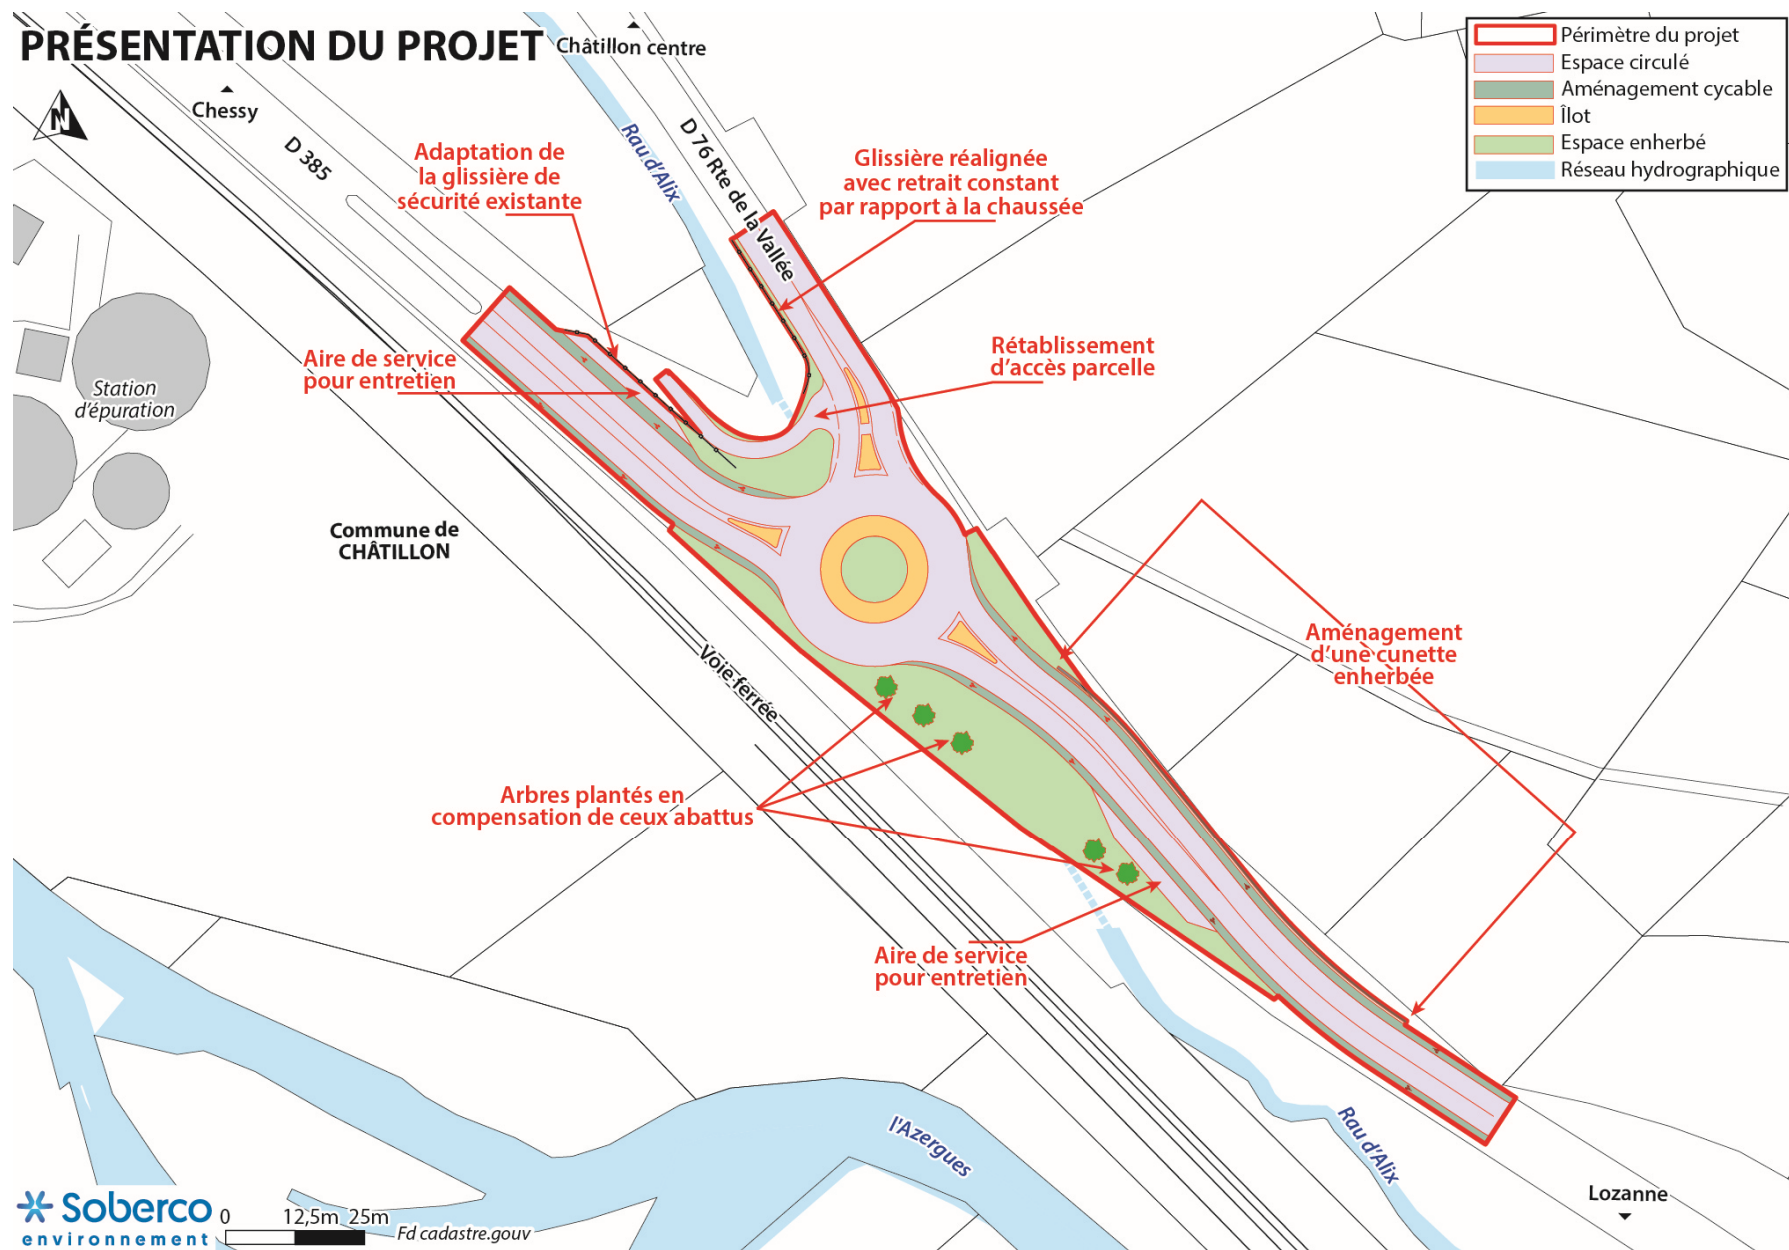 PRÉSENTATION DU PROJET
Châtillon centre
Chessy
N
D 385
Rau d'Alix
D 76 Rte de la Vallée
Périmètre du projet
Espace circulé
Aménagement cycable
Îlot
Espace enherbé
Réseau hydrographique
Adaptation de
la glissière de
sécurité existante
Glissière réalignée
avec retrait constant
par rapport à la chaussée
Aire de service
pour entretien
Rétablissement
d'accès parcelle
Station
d'épuration
Commune de
CHÂTILLON
Voie ferrée
Aménagement
d'une cunette
enherbée
Arbres plantés en
compensation de ceux abattus
Aire de service
pour entretien
l'Azergues
Rau d'Alix
Lozanne
Soberco
environnement
0 12,5m 25m
Fd cadastre.gouv